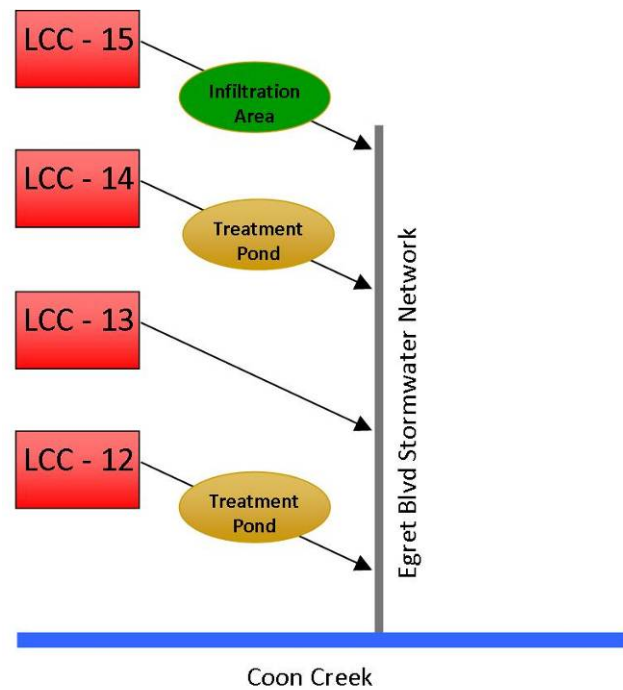 LCC - 15
Infiltration
Area
LCC - 14
Treatment
Pond
LCC - 13
LCC - 12
Treatment
Pond
Egret Blvd Stormwater Network
Coon Creek